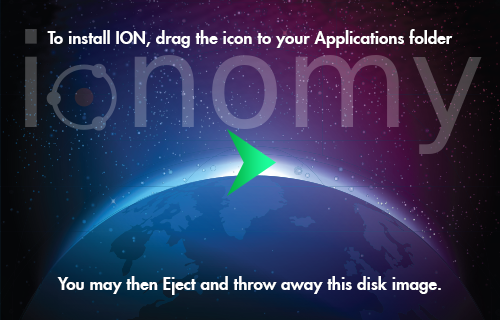 To install ION, drag the icon to your Applications folder
ionomy
You may then Eject and throw away this disk image.